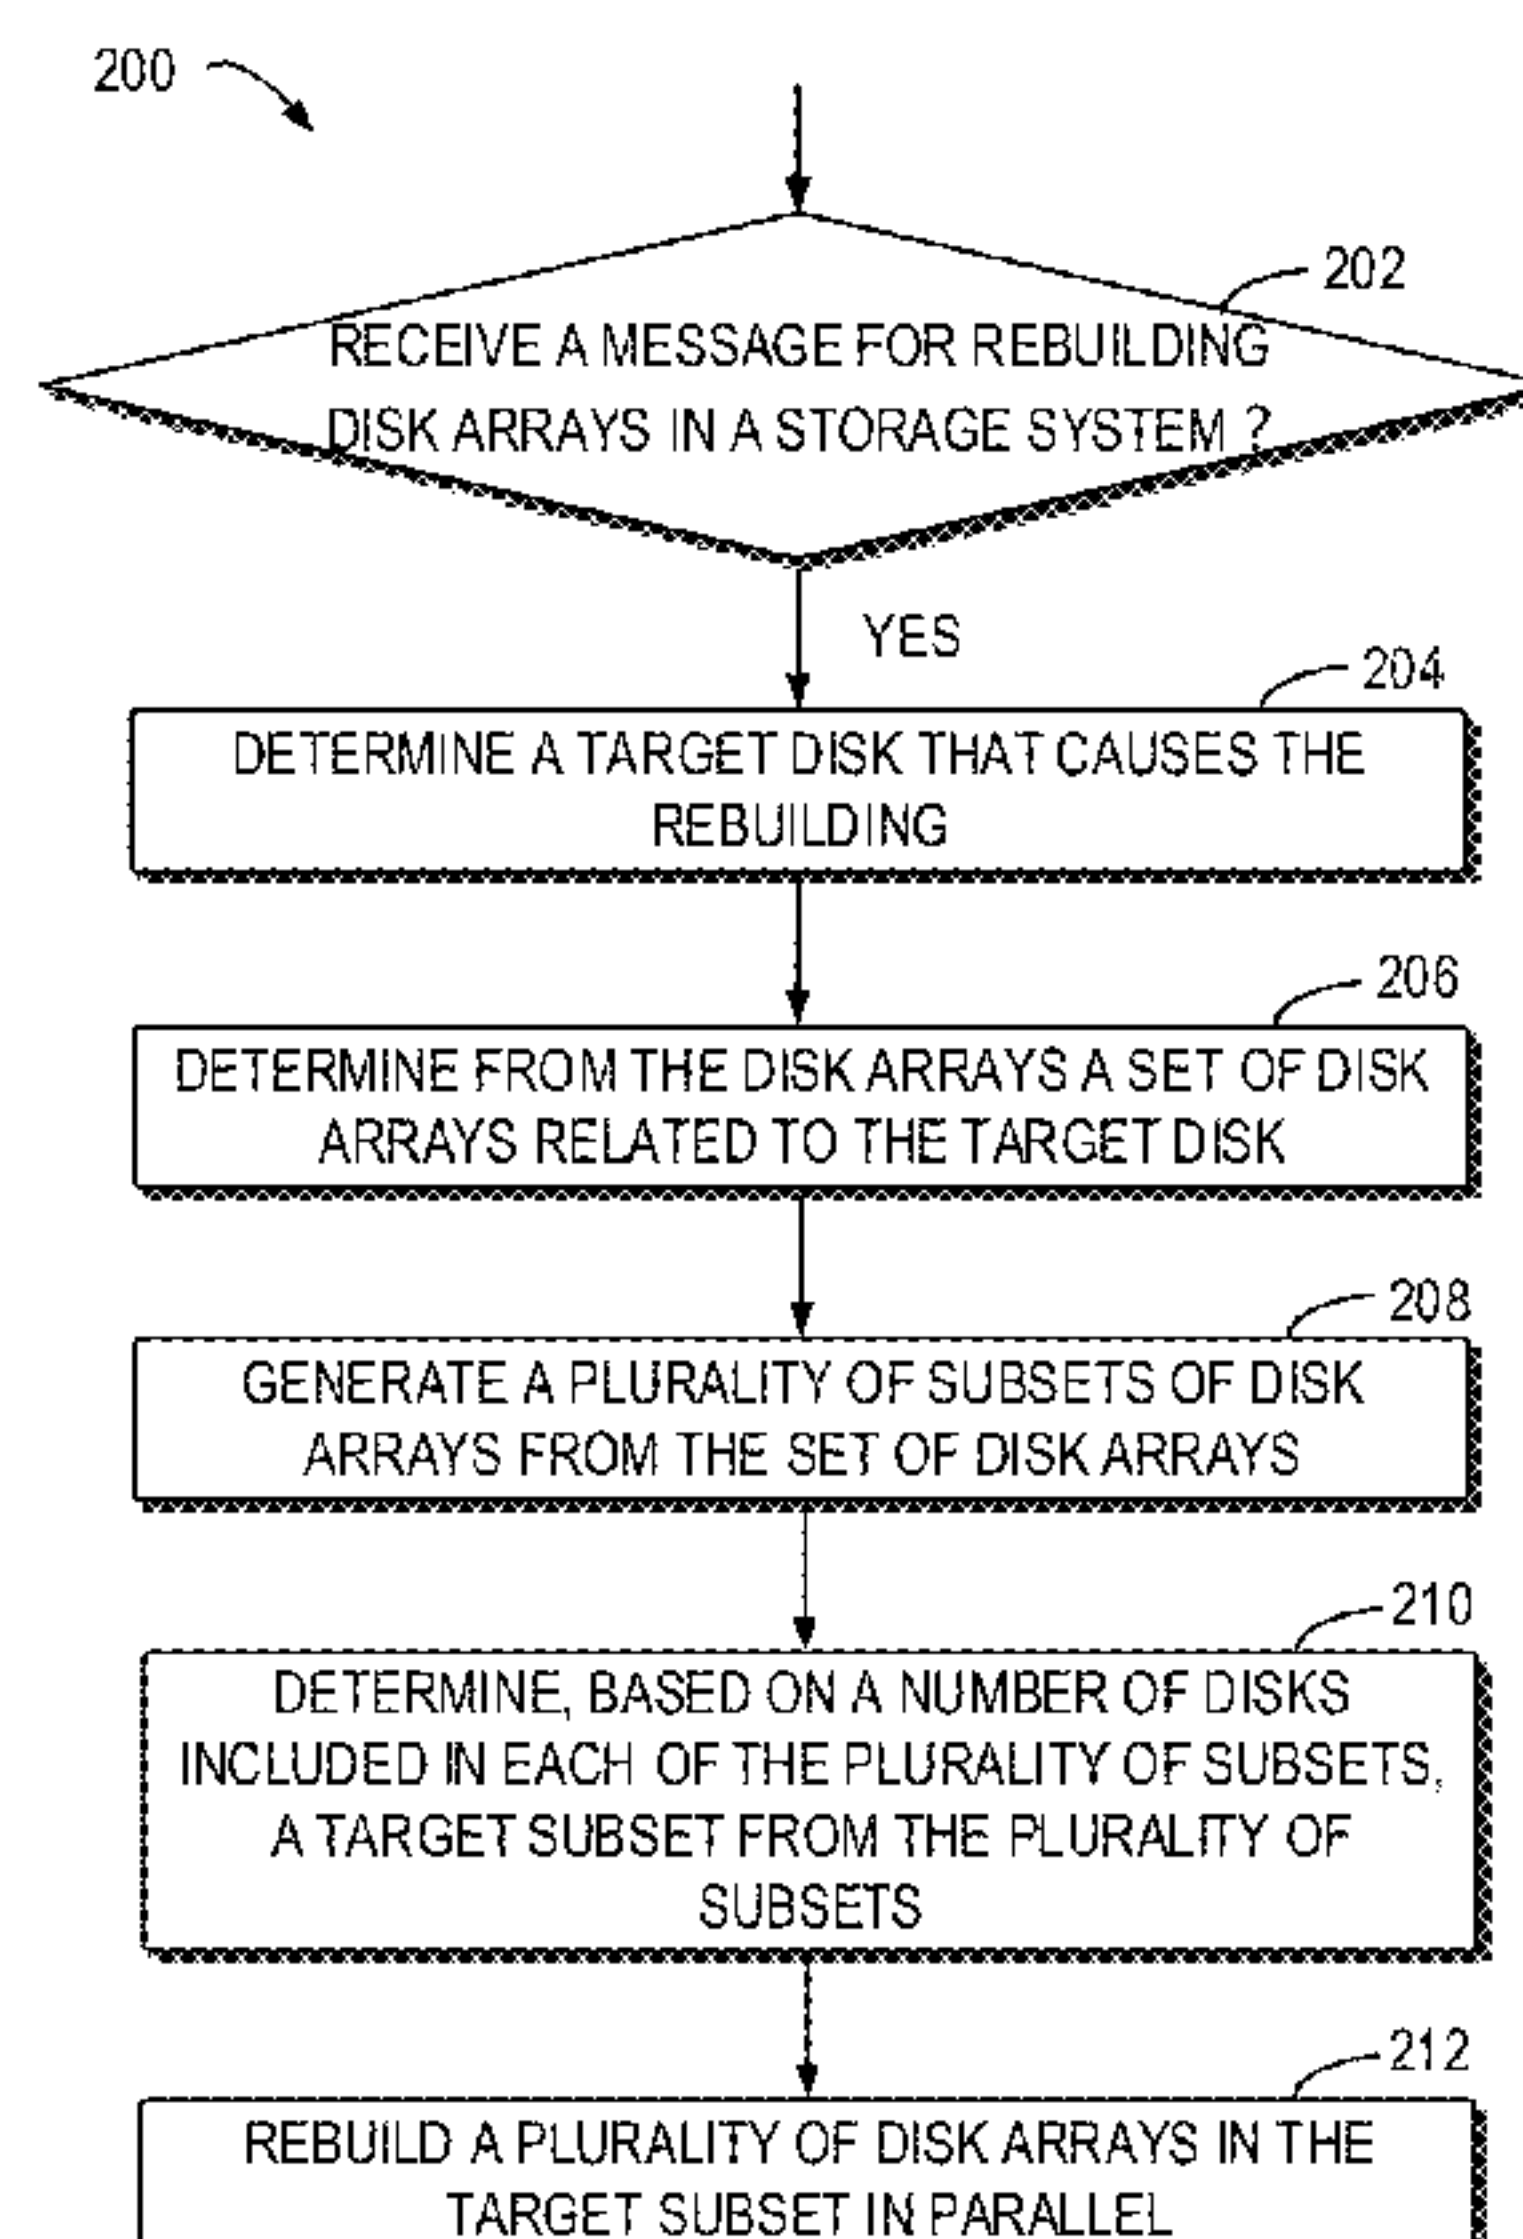 200
202
RECEIVE A MESSAGE FOR REBUILDING
DISK ARRAYS IN A STORAGE SYSTEM ?
YES
204
DETERMINE A TARGET DISK THAT CAUSES THE
REBUILDING
206
DETERMINE FROM THE DISK ARRAYS A SET OF DISK
ARRAYS RELATED TO THE TARGET DISK
208
GENERATE A PLURALITY OF SUBSETS OF DISK
ARRAYS FROM THE SET OF DISK ARRAYS
210
DETERMINE, BASED ON A NUMBER OF DISKS
INCLUDED IN EACH OF THE PLURALITY OF SUBSETS,
A TARGET SUBSET FROM THE PLURALITY OF
SUBSETS
212
REBUILD A PLURALITY OF DISK ARRAYS IN THE
TARGET SUBSET IN PARALLEL